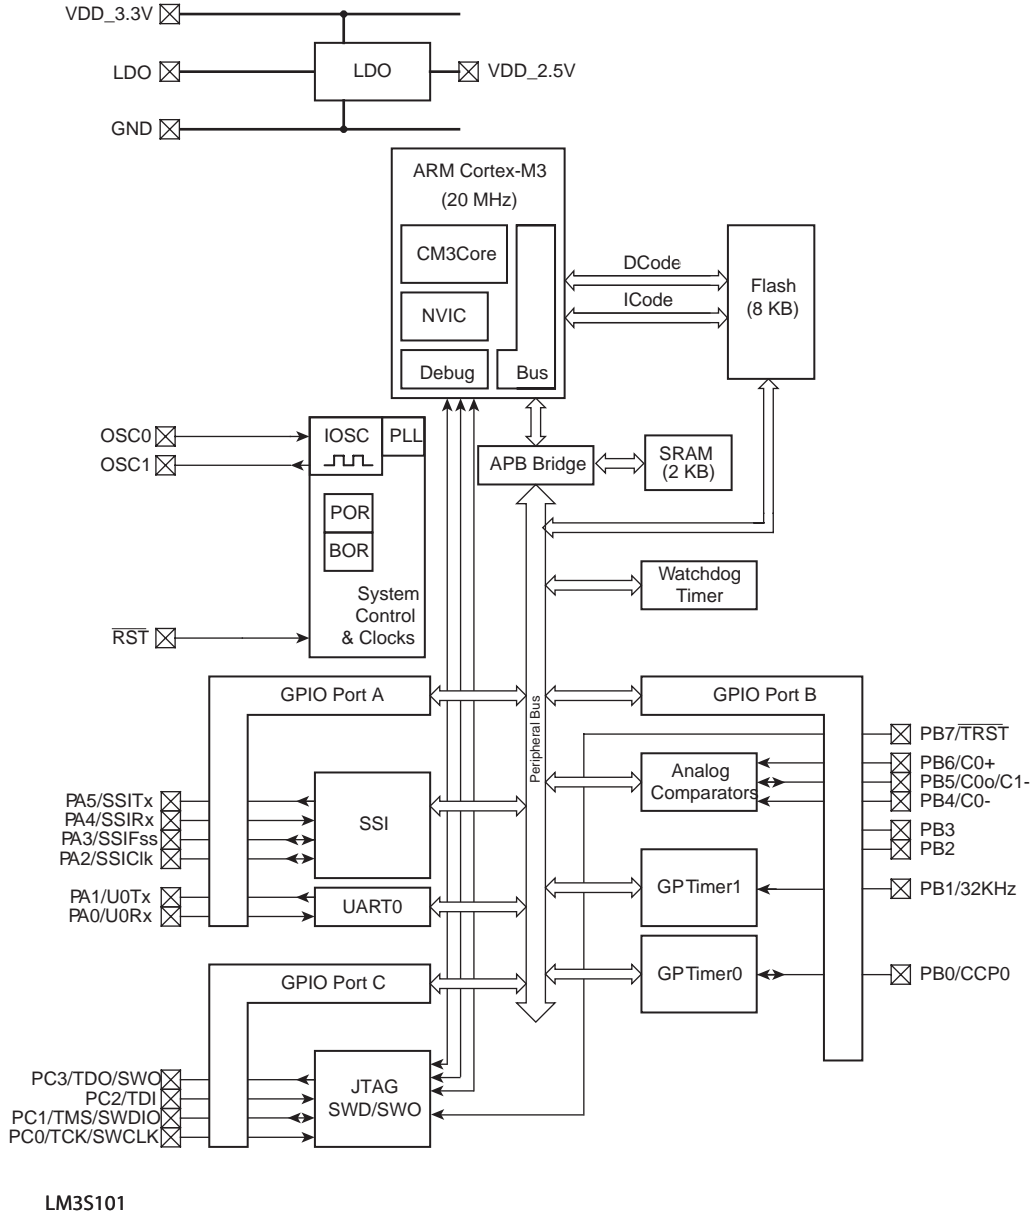 VDD_3.3V
LDO
LDO
VDD_2.5V
GND
ARM Cortex-M3
(20 MHz)
CM3Core
NVIC
Debug
Bus
DCode
ICode
Flash
(8 KB)
OSC0
OSC1
IOSC
PLL
POR
BOR
System
Control
& Clocks
RST
APB Bridge
SRAM
(2 KB)
Watchdog
Timer
Peripheral Bus
GPIO Port A
PA5/SSITx
PA4/SSIRx
PA3/SSIFss
PA2/SSIClk
SSI
PA1/U0Tx
PA0/U0Rx
UART0
GPIO Port B
PB7/TRST
Analog
Comparators
PB6/C0+
PB5/C0o/C1-
PB4/C0-
PB3
PB2
GPTimer1
PB1/32KHz
GPTimer0
PB0/CCP0
GPIO Port C
PC3/TDO/SWO
PC2/TDI
PC1/TMS/SWDIO
PC0/TCK/SWCLK
JTAG
SWD/SWO
LM3S101